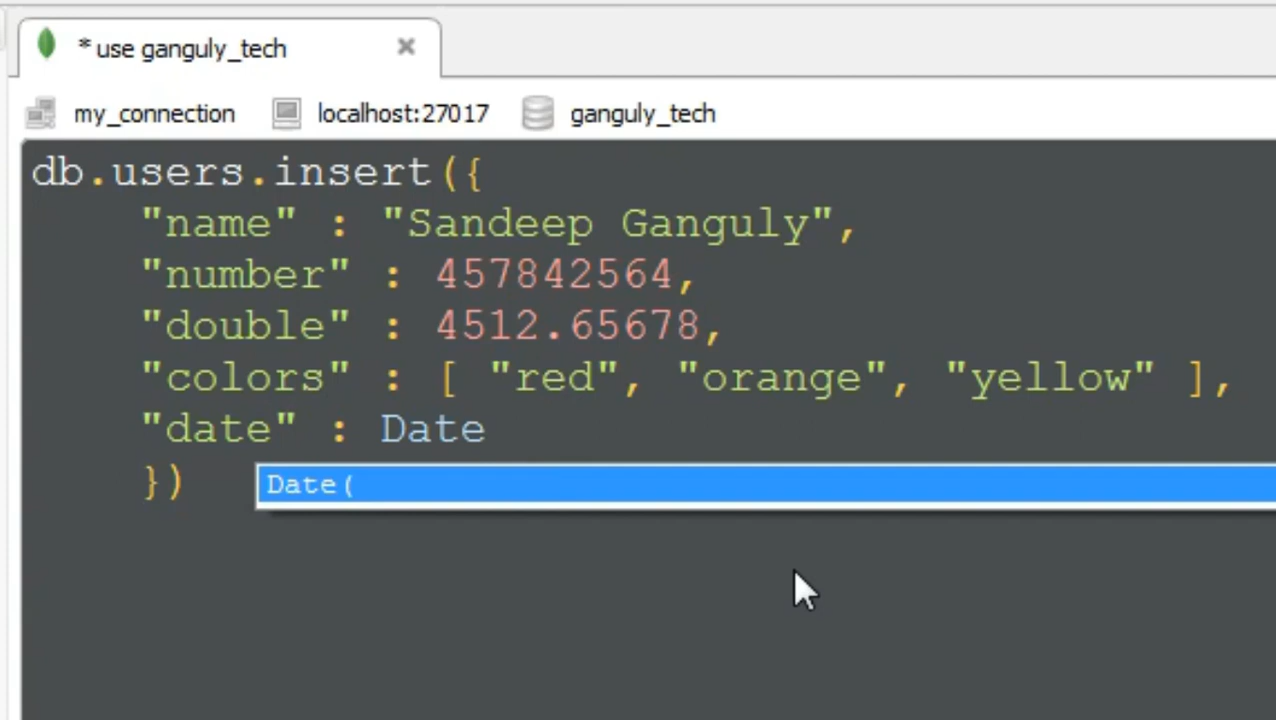 * use ganguly_tech
my_connection localhost:27017 ganguly_tech
db.users.insert({
"name" : "Sandeep Ganguly",
"number" : 457842564,
"double" : 4512.65678,
"colors" : [ "red", "orange", "yellow" ],
"date" : Date
})
Date(